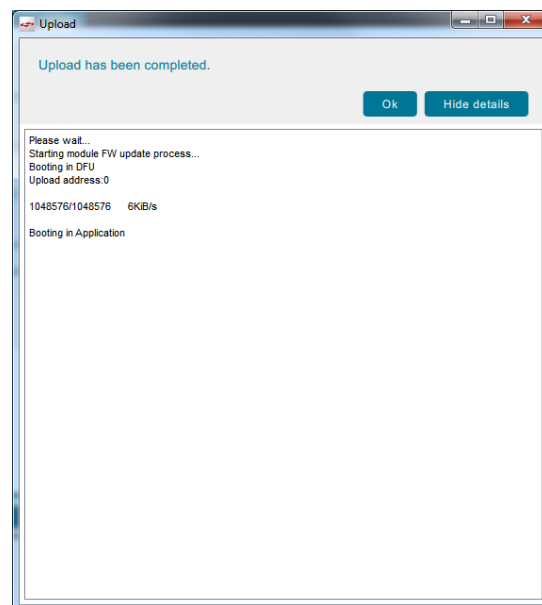 Upload
Upload has been completed.
Ok Hide details
Please wait...
Starting module FW update process...
Booting in DFU
Upload address:0
1048576/1048576 6KiB/s
Booting in Application